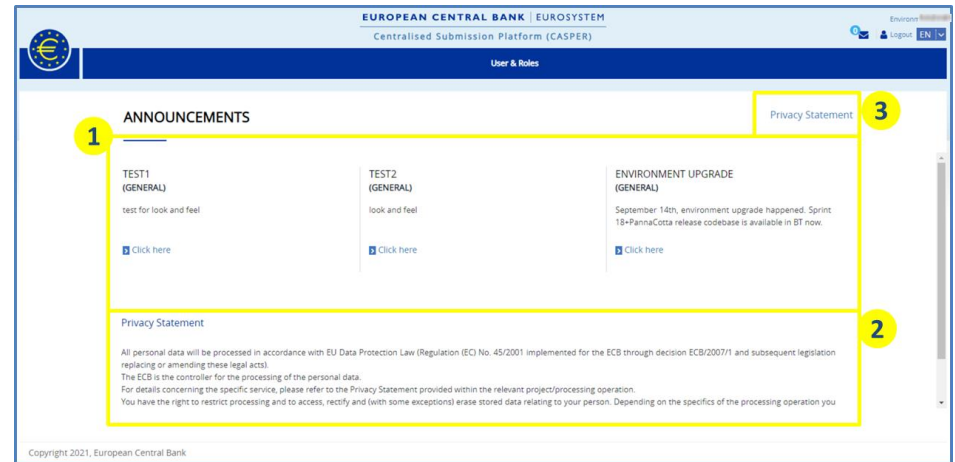 EUROPEAN CENTRAL BANK | EUROSYSTEM
Centralised Submission Platform (CASPER)
Environ
0
Logout EN
User & Roles
ANNOUNCEMENTS
Privacy Statement
3
1
TEST1
(GENERAL)
test for look and feel
Click here
TEST2
(GENERAL)
look and feel
Click here
ENVIRONMENT UPGRADE
(GENERAL)
September 14th, environment upgrade happened. Sprint
18+PannaCotta release codebase is available in BT now.
Click here
2
Privacy Statement
All personal data will be processed in accordance with EU Data Protection Law (Regulation (EC) No. 45/2001 implemented for the ECB through decision ECB/2007/1 and subsequent legislation
replacing or amending these legal acts).
The ECB is the controller for the processing of the personal data.
For details concerning the specific service, please refer to the Privacy Statement provided within the relevant project/processing operation.
You have the right to restrict processing and to access, rectify and (with some exceptions) erase stored data relating to your person. Depending on the specifics of the processing operation you
Copyright 2021, European Central Bank